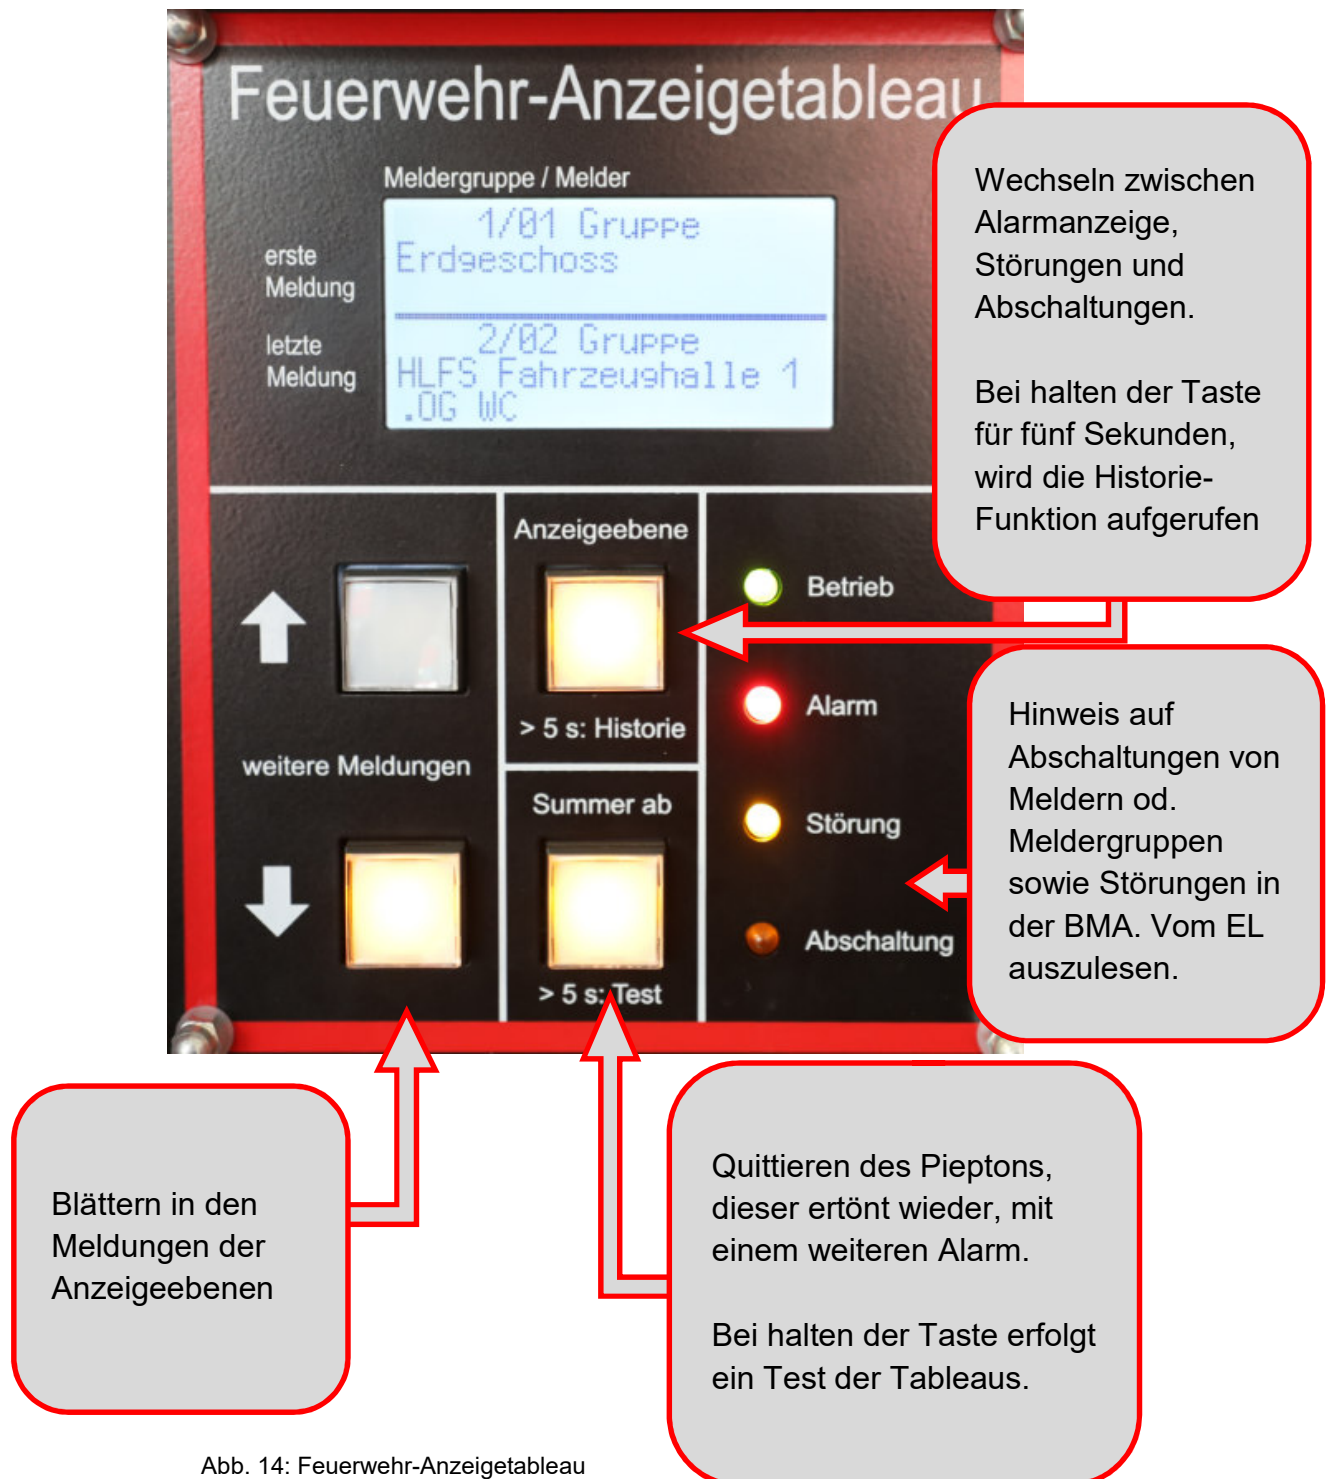 Feuerwehr-Anzeigetableau
Meldergruppe / Melder
erste
Meldung
1/01 Gruppe
Erdgeschoss
letzte
Meldung
2/02 Gruppe
HLFS Fahrzeughalle 1
.OG WC
Wechseln zwischen
Alarmanzeige,
Störungen und
Abschaltungen.
Bei halten der Taste
für fünf Sekunden,
wird die Historie-
Funktion aufgerufen
Anzeigeebene
> 5 s: Historie
weitere Meldungen
Summer ab
> 5 s: Test
Betrieb
Alarm
Störung
Abschaltung
Hinweis auf
Abschaltungen von
Meldern od.
Meldergruppen
sowie Störungen in
der BMA. Vom EL
auszulesen.
Blättern in den
Meldungen der
Anzeigeebenen
Quittieren des Pieptons,
dieser ertönt wieder, mit
einem weiteren Alarm.
Bei halten der Taste erfolgt
ein Test der Tableaus.
Abb. 14: Feuerwehr-Anzeigetableau